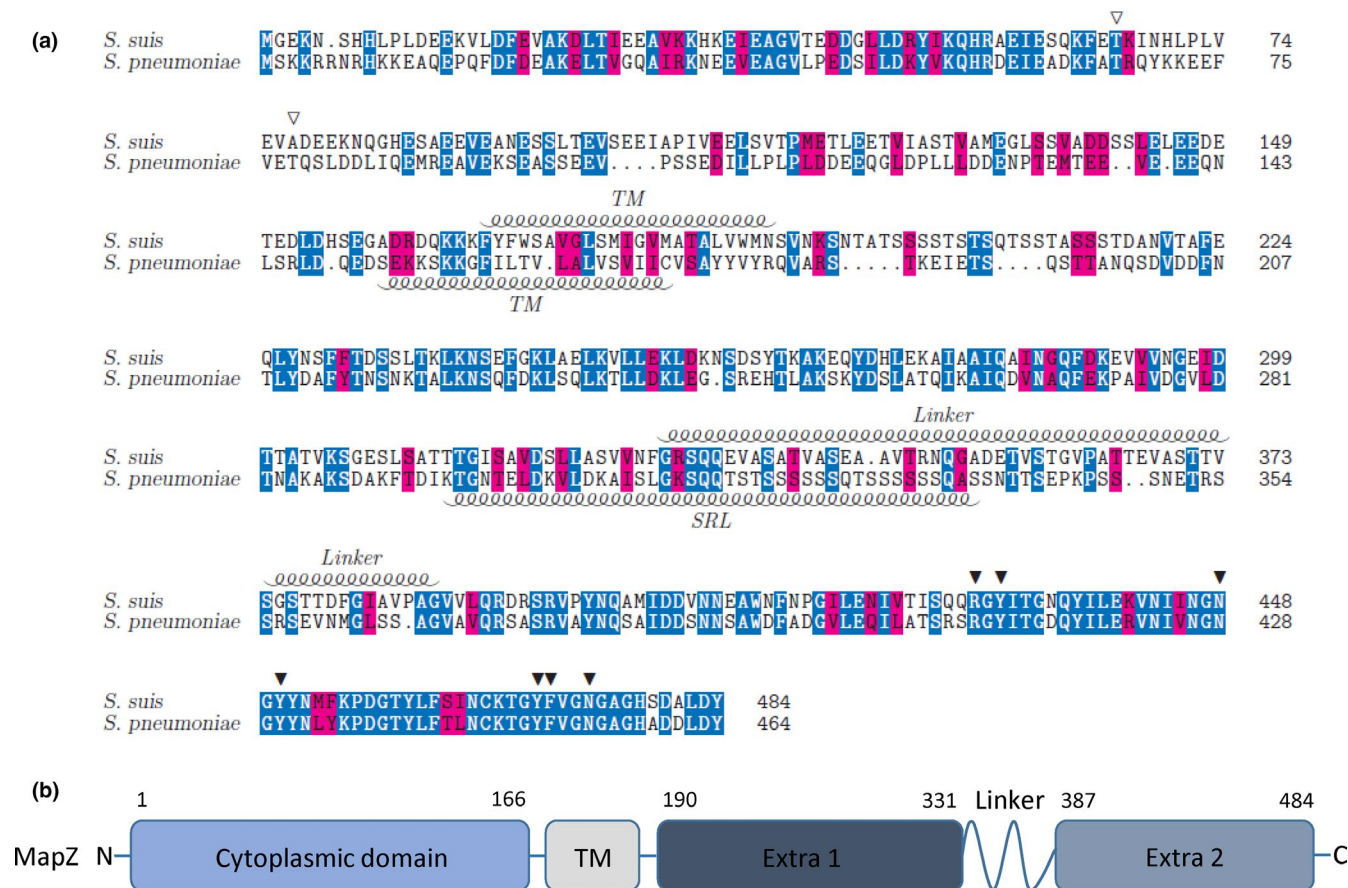 (a)
S. suis MGEKN.SHHLPLDEEKVLDFEVAKDLTIEEAVKKHKEIEAGVTEDDGLLDRYIKQHRAEIESQKFETKINHLPLV 74
S. pneumoniae MSKKRRNRHKKEAQEPQFDFDEAKELTVGQAIRKNEEVEAGVLPEDSILDKYVKQHRDEIEADKFATRQYKKEEF 75
S. suis EVADEEKNQGHESAEEVEANESSLTEVSEEIAPIVEELSVTPMETLEETVIASTVAMEGLSSVADDSSLELEEDE 149
S. pneumoniae VETQSLDDLIQEMREAVEKSEASSEEV....PSSEDILLPLPLDDEEQGLDPLLLDDENPTEMTEE..VE.EEQN 143
TM
S. suis TEDLDHSEGADRDQKKKFYFWSAVGLSMIGVMATALVWMNSVNKSNTATSSSSTSTSQTSSTASSSTDANVTAFE 224
S. pneumoniae LSRLD.QEDSEKKSKKGFILTV.LALVSVIICVSAYYVYRQVARS.....TKEIETS....QSTTANQSDVDDFN 207
TM
S. suis QLYNSFFTDSSLTKLKNSEFGKLAELKVLLEKLDKNSDSYTKAKEQYDHLEKAIAAIQAINGQFDKEVVVNGEID 299
S. pneumoniae TLYDAFYTNSNKTALKNSQFDKLSQLKTLLDKLEG.SREHTLAKSKYDSLATQIKAIQDVNAQFEKPAIVDGVLD 281
Linker
S. suis TTATVKSGESLSATTTGISAVDSLLASVVNFGRSQQEVASATVASEA.AVTRNQGADETVSTGVPATTEVASTTV 373
S. pneumoniae TNAKAKSDAKFTDIKTGNTELDKVLDKAISLGKSQQTSTSSSSSSQTSSSSSSQASSNTTSEPKPSS..SNETRS 354
SRL
Linker
S. suis SGSTTDFGIAVPAGVVLQRDRSRVPYNQAMIDDVNNEAWNFNPGILENIVTISQQRGYITGNQYILEKVNIINGN 448
S. pneumoniae SRSEVNMGLSS.AGVAVQRSASRVAYNQSAIDDSNNSAWDFADGVLEQILATSRSRGYITGDQYILERVNIVNGN 428
S. suis GYYNMFKPDGTYLFSINCKTGYFVGNGAGHSDALDY 484
S. pneumoniae GYYNLYKPDGTYLFTLNCKTGYFVGNGAGHADDLDY 464
(b)
1 166 190 331 Linker 387 484
MapZ N Cytoplasmic domain TM Extra 1 Extra 2 C